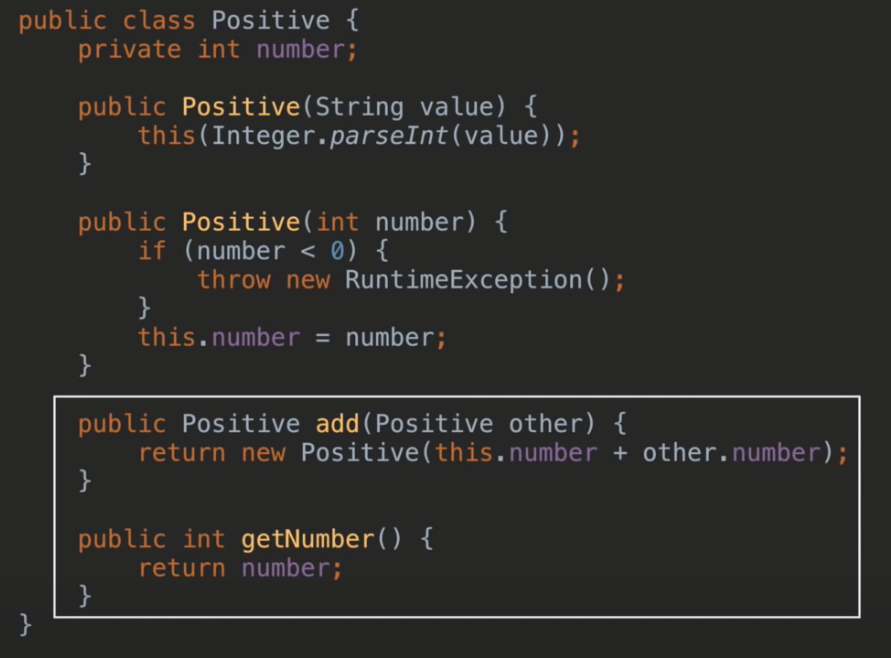 public class Positive {
    private int number;

    public Positive(String value) {
        this(Integer.parseInt(value));
    }

    public Positive(int number) {
        if (number < 0) {
            throw new RuntimeException();
        }
        this.number = number;
    }

    public Positive add(Positive other) {
        return new Positive(this.number + other.number);
    }

    public int getNumber() {
        return number;
    }
}